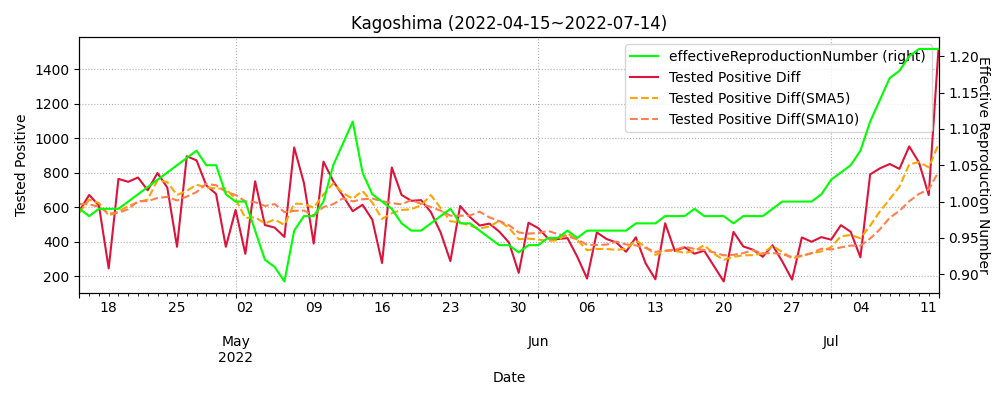 Kagoshima (2022-04-15~2022-07-14)
effectiveReproductionNumber (right)
Tested Positive Diff
Tested Positive Diff(SMA5)
Tested Positive Diff(SMA10)
Tested Positive
1400
1200
1000
800
600
400
200
1.20
1.15
1.10
1.05
1.00
0.95
0.90
Effective Reproduction Number
18 25 02 09 16 23 30 06 13 20 27 04 11
May Jun Jul
2022
Date